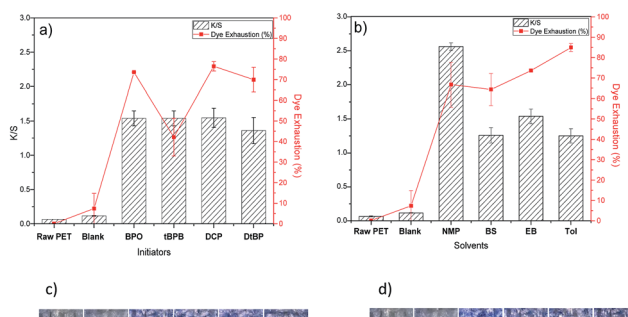 a)
K/S
Dye Exhaustion (%)
3.0
2.5
2.0
1.5
1.0
0.5
0.0
K/S
100
90
80
70
60
50
40
30
20
10
0
Dye Exhaustion (%)
Raw PET Blank BPO tBPB DCP DtBP
Initiators
b)
K/S
Dye Exhaustion (%)
3.0
2.5
2.0
1.5
1.0
0.5
0.0
K/S
100
90
80
70
60
50
40
30
20
10
0
Dye Exhaustion (%)
Raw PET Blank NMP BS EB Tol
Solvents
c)
d)